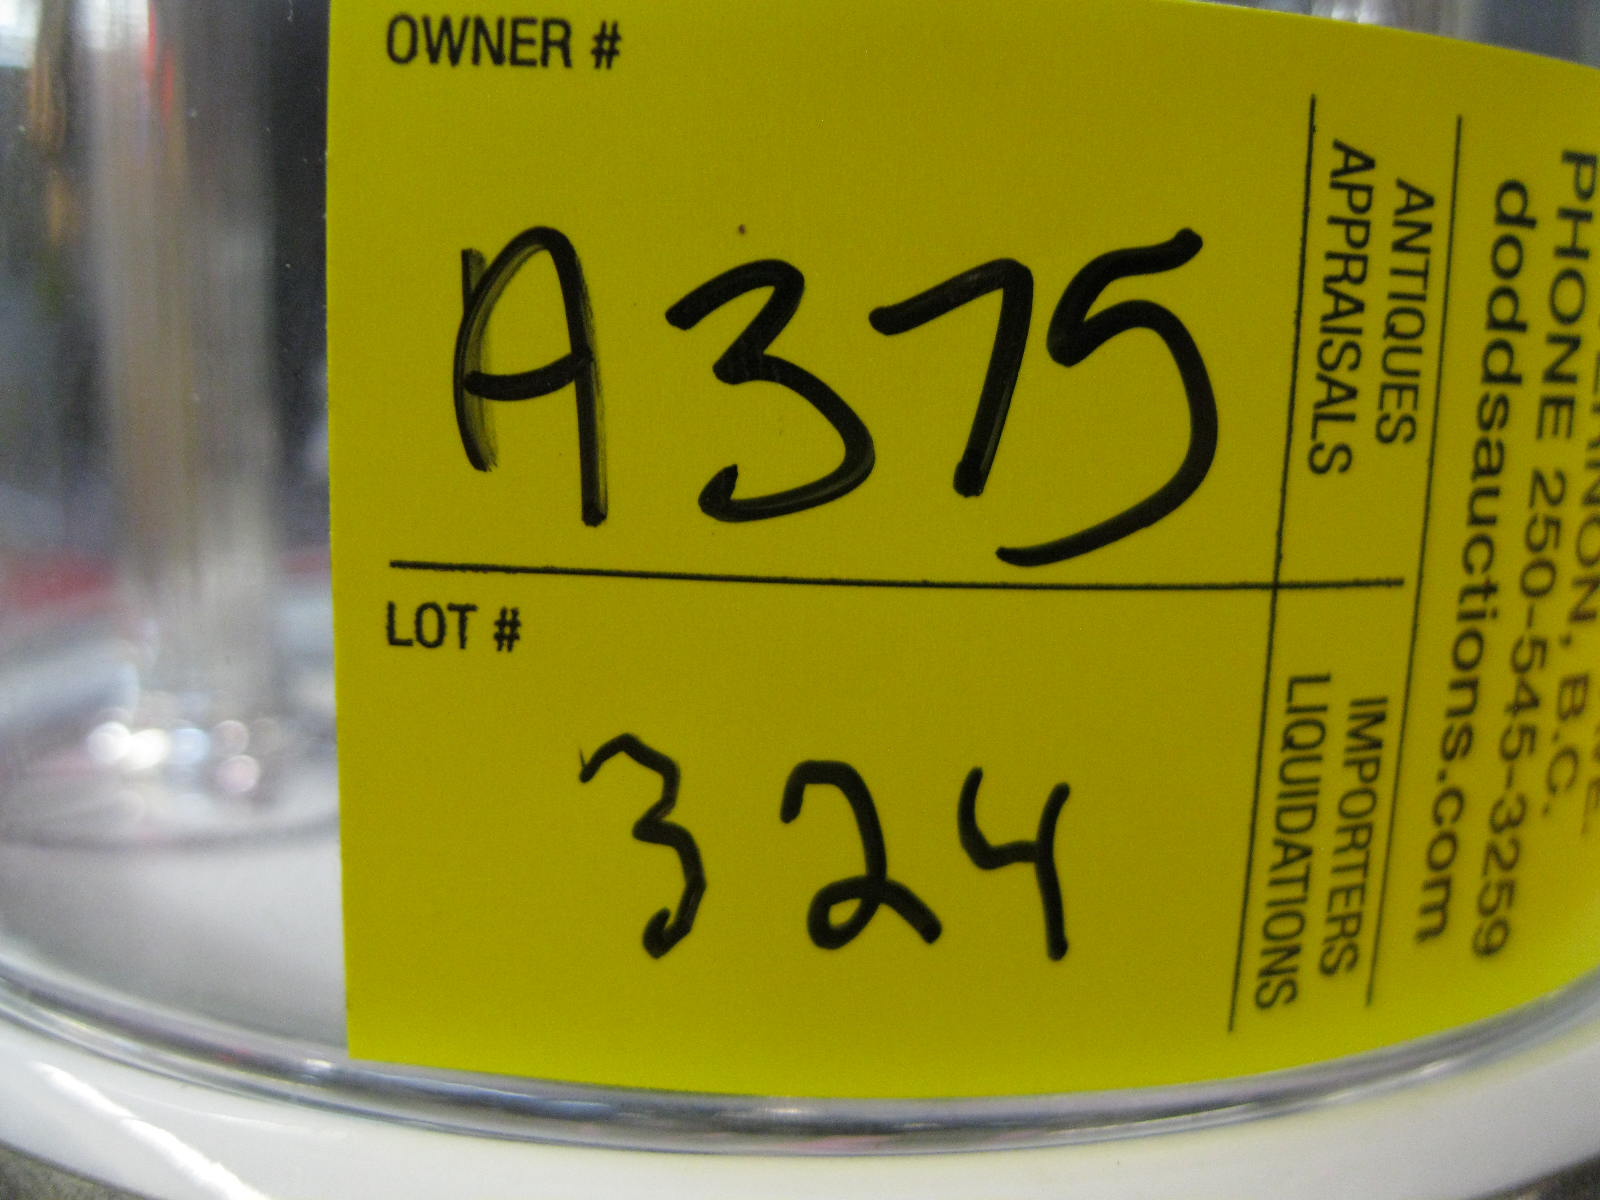 OWNER #
A375
LOT #
324
ANTIQUES
APPRAISALS
IMPORTERS
LIQUIDATIONS
B.C.
PHONE 250-545-3259
doddsauctions.com